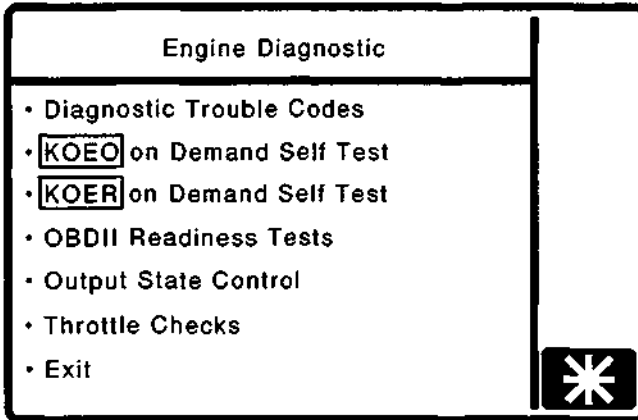 Engine Diagnostic
· Diagnostic Trouble Codes
· KOEO on Demand Self Test
· KOER on Demand Self Test
· OBDII Readiness Tests
· Output State Control
· Throttle Checks
· Exit